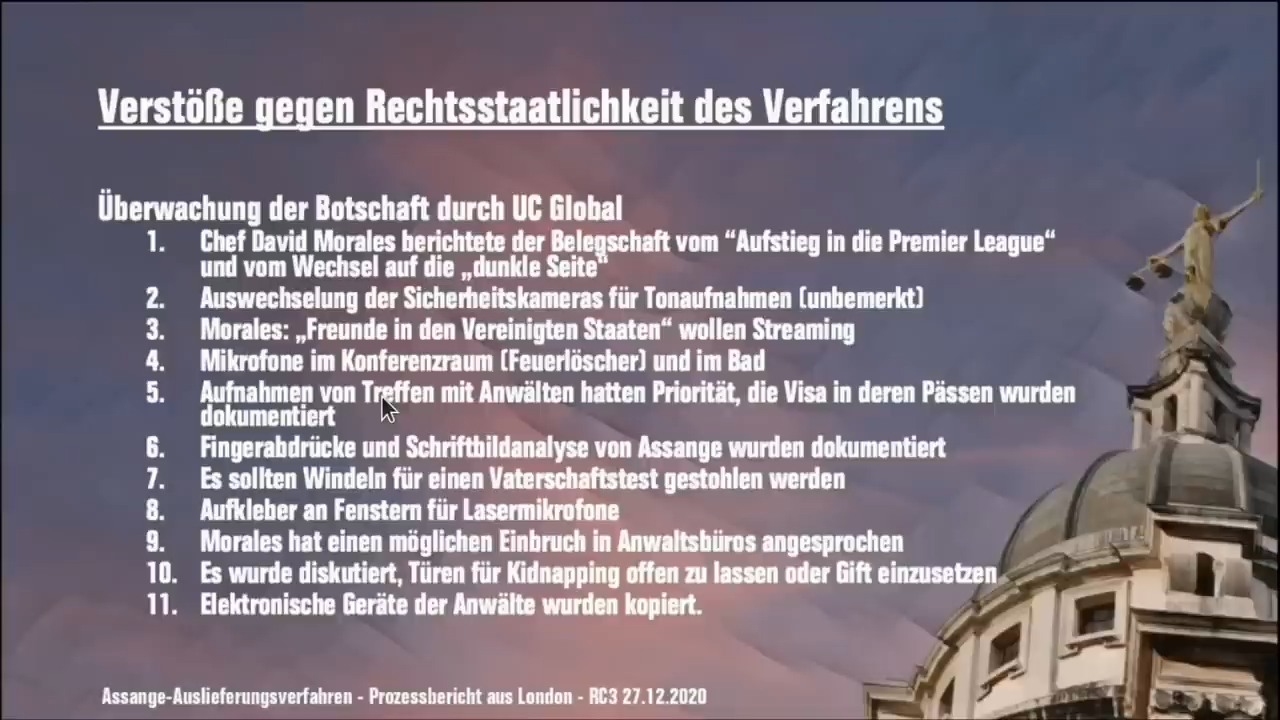 Verstöße gegen Rechtsstaatlichkeit des Verfahrens
Überwachung der Botschaft durch UC Global
1. Chef David Morales berichtete der Belegschaft vom “Aufstieg in die Premier League“
und vom Wechsel auf die „dunkle Seite“
2. Auswechselung der Sicherheitskameras für Tonaufnahmen (unbemerkt)
3. Morales: „Freunde in den Vereinigten Staaten“ wollen Streaming
4. Mikrofone im Konferenzraum (Feuerlöscher) und im Bad
5. Aufnahmen von Treffen mit Anwälten hatten Priorität, die Visa in deren Pässen wurden
dokumentiert
6. Fingerabdrücke und Schriftbildanalyse von Assange wurden dokumentiert
7. Es sollten Windeln für einen Vaterschaftstest gestohlen werden
8. Aufkleber an Fenstern für Lasermikrofone
9. Morales hat einen möglichen Einbruch in Anwaltsbüros angesprochen
10. Es wurde diskutiert, Türen für Kidnapping offen zu lassen oder Gift einzusetzen
11. Elektronische Geräte der Anwälte wurden kopiert.
Assange-Auslieferungsverfahren - Prozessbericht aus London - RC3 27.12.2020